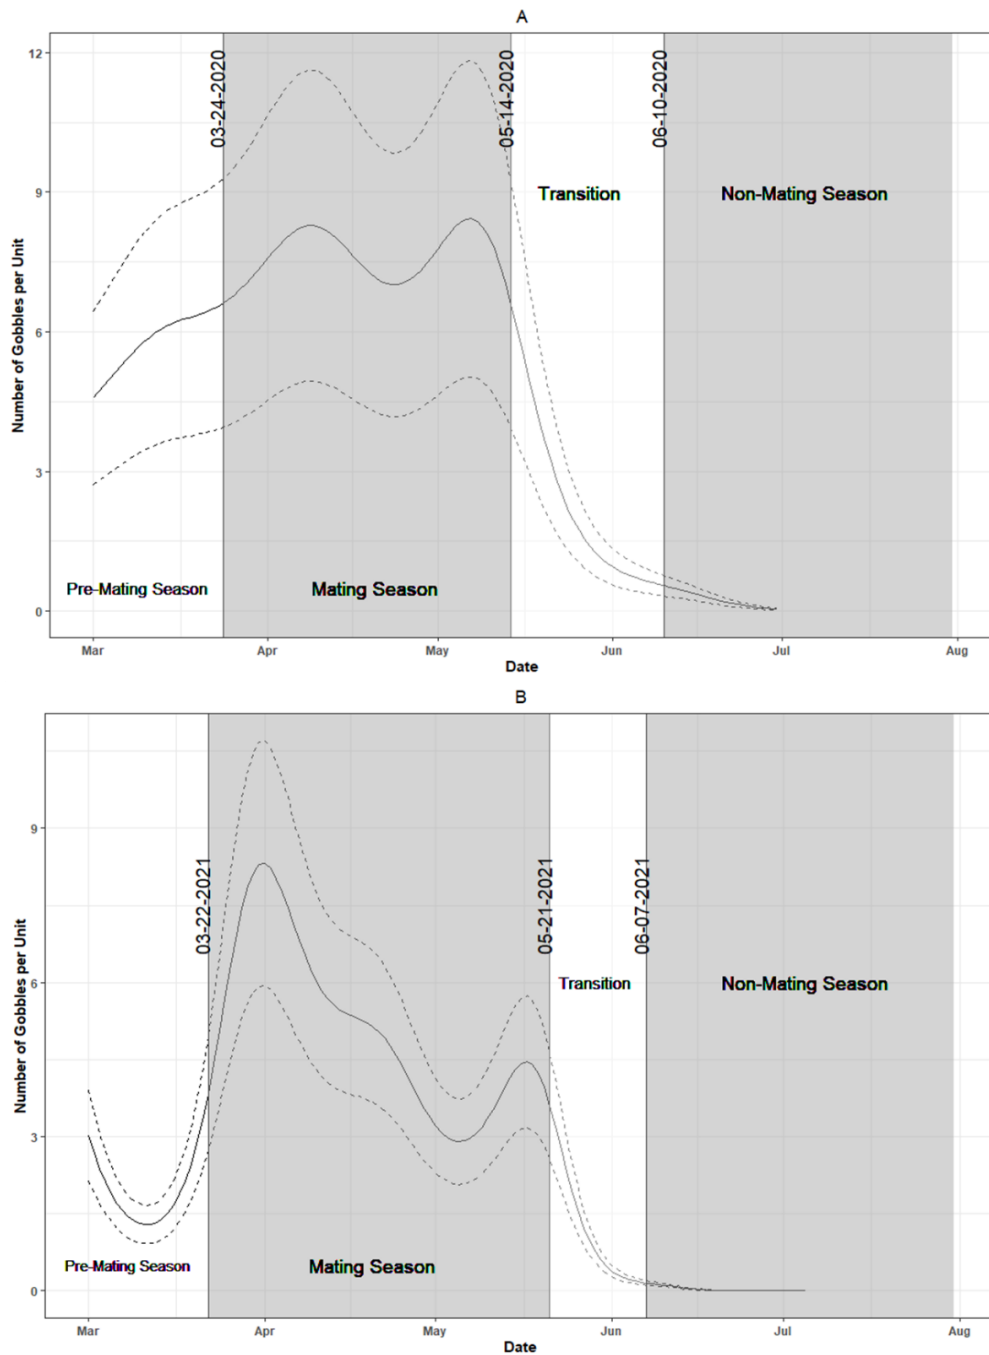 A
12
9
6
3
0
Number of Gobbles per Unit
03-24-2020
05-14-2020
06-10-2020
Transition
Non-Mating Season
Pre-Mating Season
Mating Season
Mar
Apr
May
Jun
Jul
Aug
Date
B
9
6
3
0
Number of Gobbles per Unit
03-22-2021
05-21-2021
06-07-2021
Transition
Non-Mating Season
Pre-Mating Season
Mating Season
Mar
Apr
May
Jun
Jul
Aug
Date